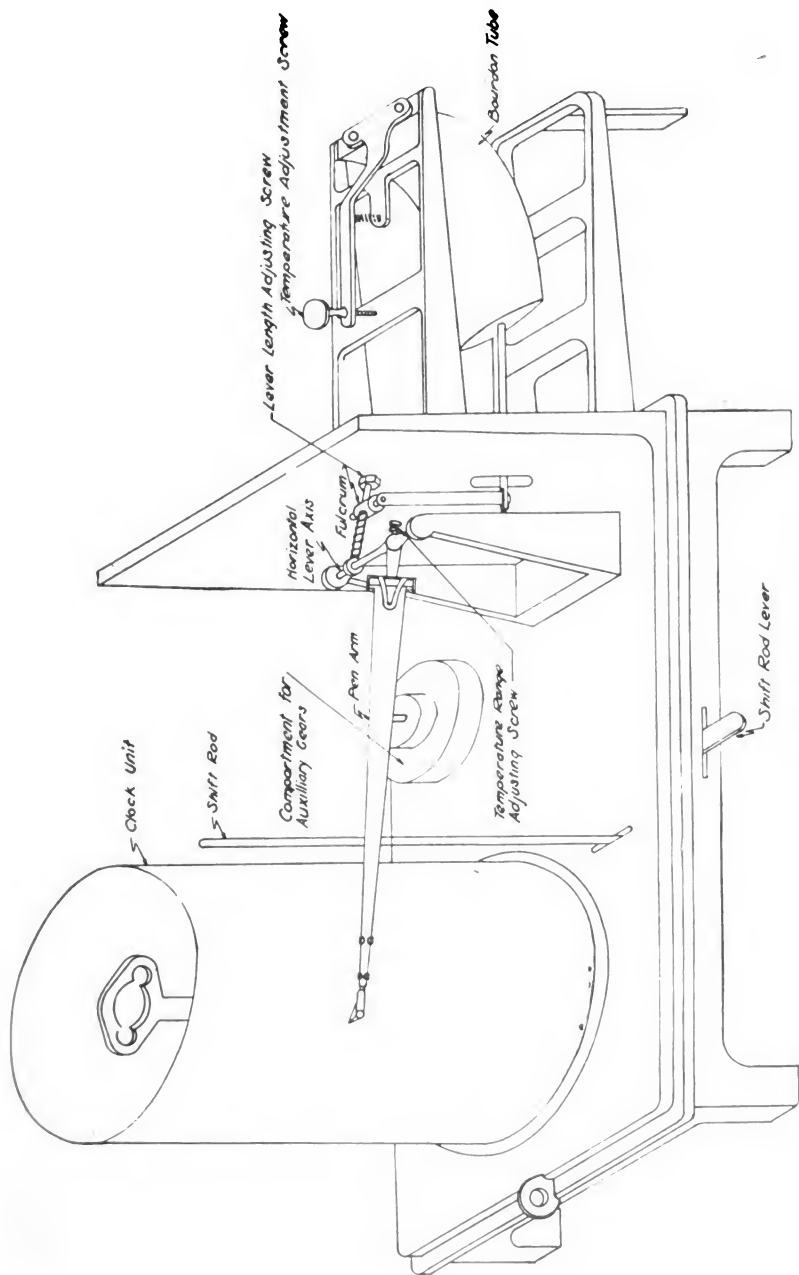 Clock Unit
Shift Rod
Compartment for
Auxilliary Gears
Pen Arm
Horizontal
Lever Axis
Fulcrum
Lever Length Adjusting Screw
Temperature Adjustment Screw
Bourdon Tube
Temperature Range
Adjusting Screw
Shift Rod Lever